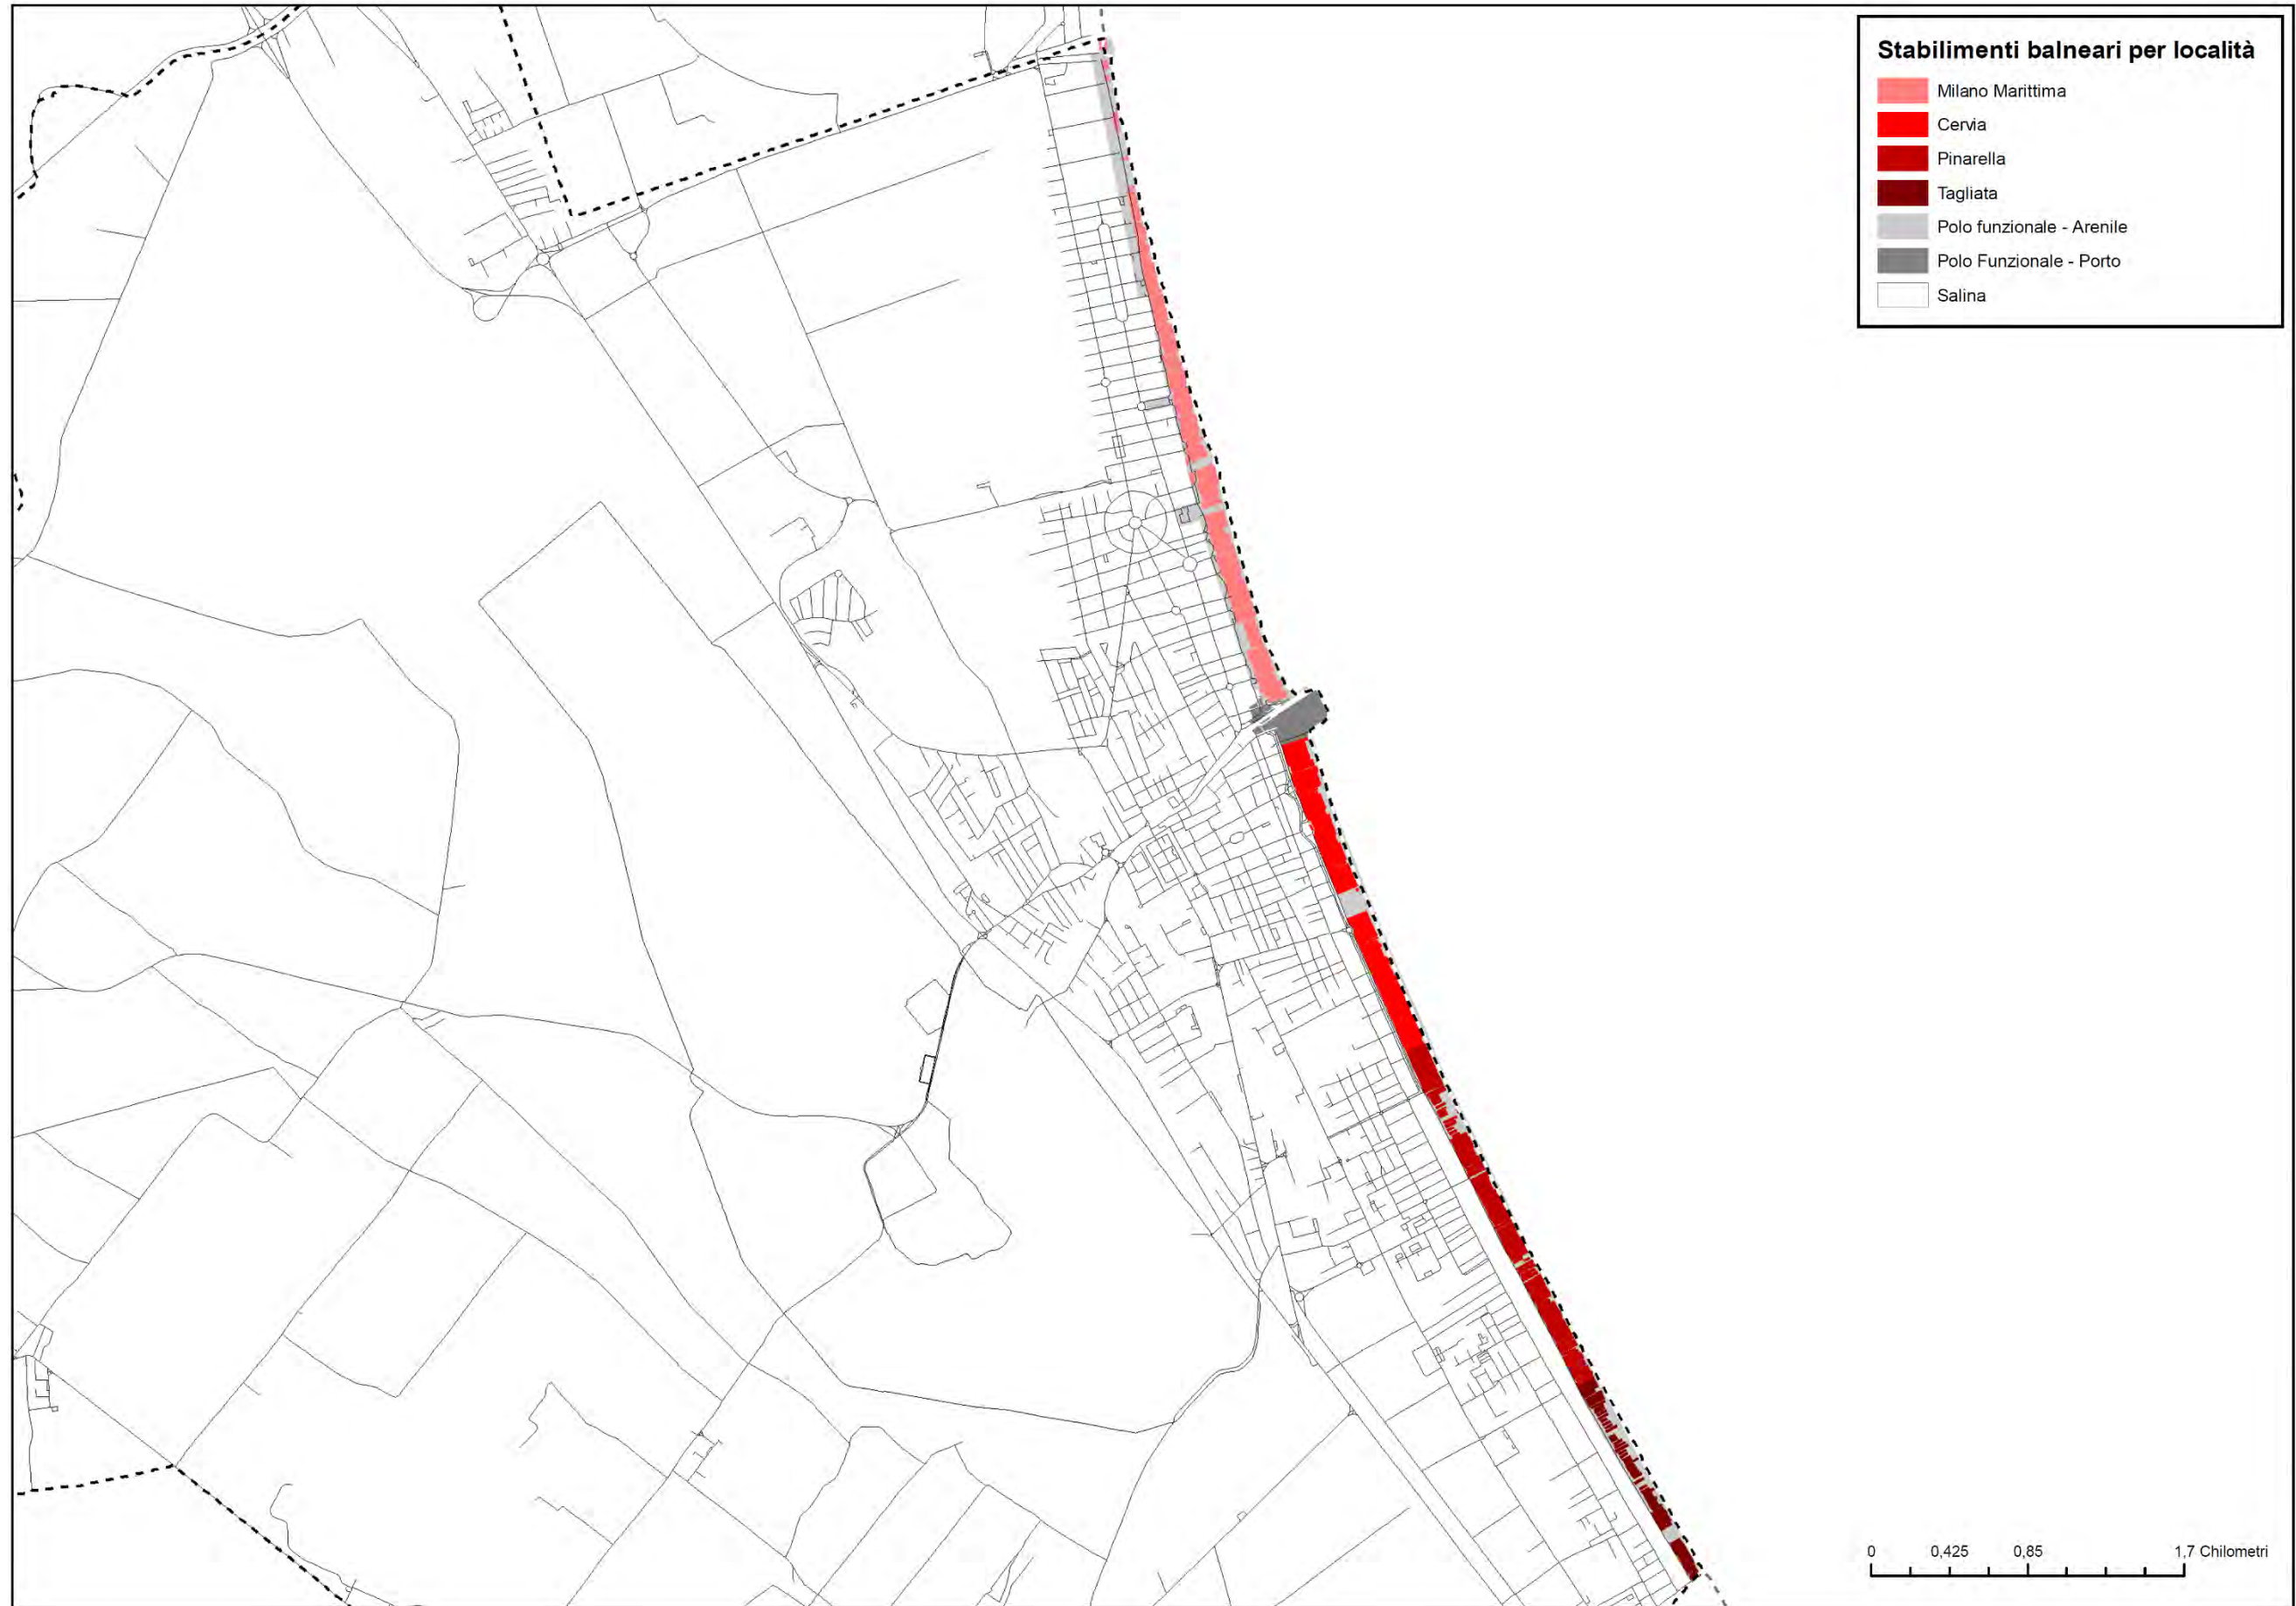 Stabilimenti balneari per località
Milano Marittima
Cervia
Pinarella
Tagliata
Polo funzionale - Arenile
Polo Funzionale - Porto
Salina
0 0,425 0,85 1,7 Chilometri